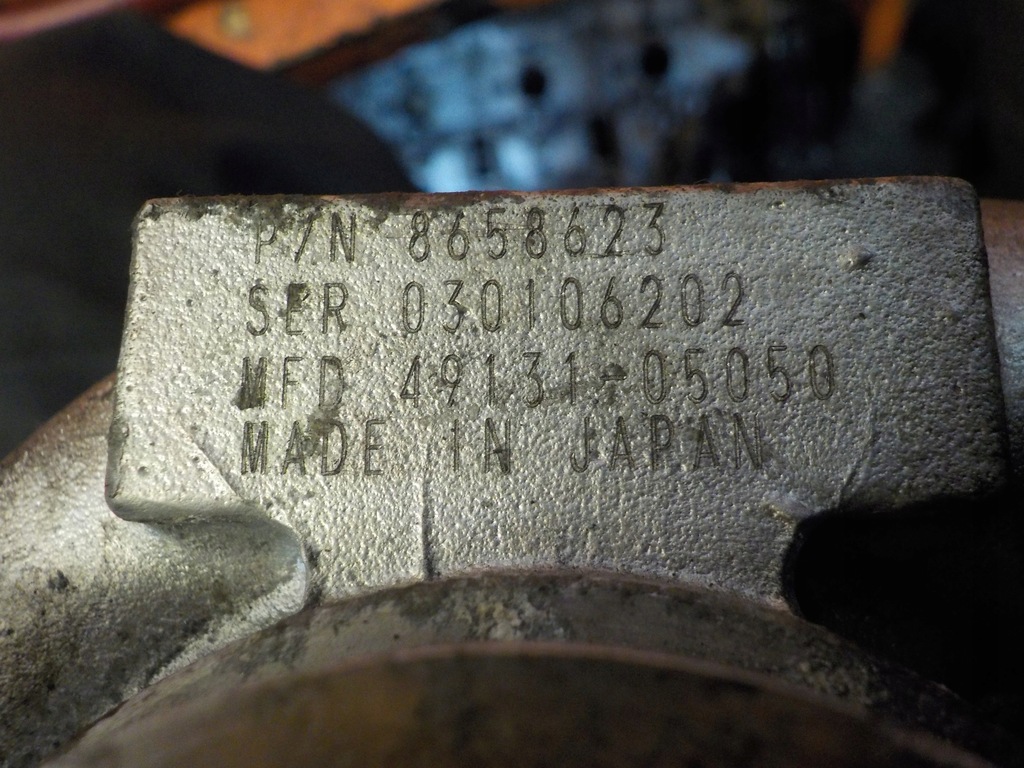 P/N 8658623
SER 030106202
MFD 49131-05050
MADE IN JAPAN